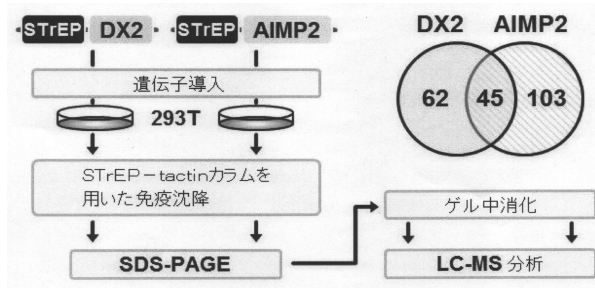 STrEP DX2 STrEP AIMP2
遺伝子導入
293T
STrEP-tactinカラムを
用いた免疫沈降
SDS-PAGE
DX2 AIMP2
62 45 103
ゲル中消化
LC-MS 分析